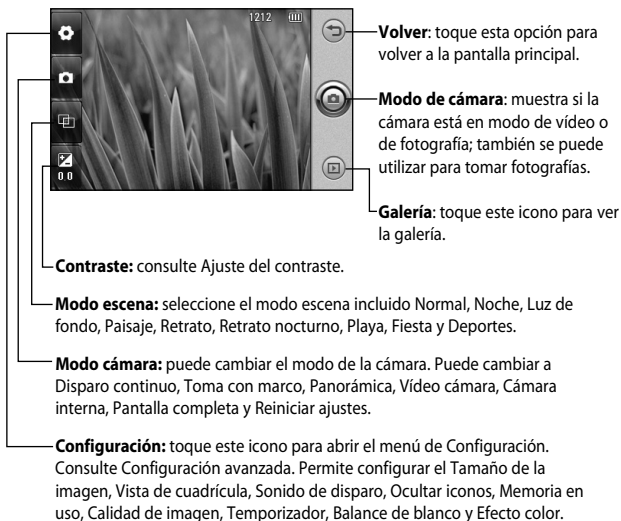 1212
0.0
Volver: toque esta opción para
volver a la pantalla principal.
Modo de cámara: muestra si la
cámara está en modo de vídeo o
de fotografía; también se puede
utilizar para tomar fotografías.
Galería: toque este icono para ver
la galería.
Contraste: consulte Ajuste del contraste.
Modo escena: seleccione el modo escena incluido Normal, Noche, Luz de
fondo, Paisaje, Retrato, Retrato nocturno, Playa, Fiesta y Deportes.
Modo cámara: puede cambiar el modo de la cámara. Puede cambiar a
Disparo continuo, Toma con marco, Panorámica, Vídeo cámara, Cámara
interna, Pantalla completa y Reiniciar ajustes.
Configuración: toque este icono para abrir el menú de Configuración.
Consulte Configuración avanzada. Permite configurar el Tamaño de la
imagen, Vista de cuadrícula, Sonido de disparo, Ocultar iconos, Memoria en
uso, Calidad de imagen, Temporizador, Balance de blanco y Efecto color.